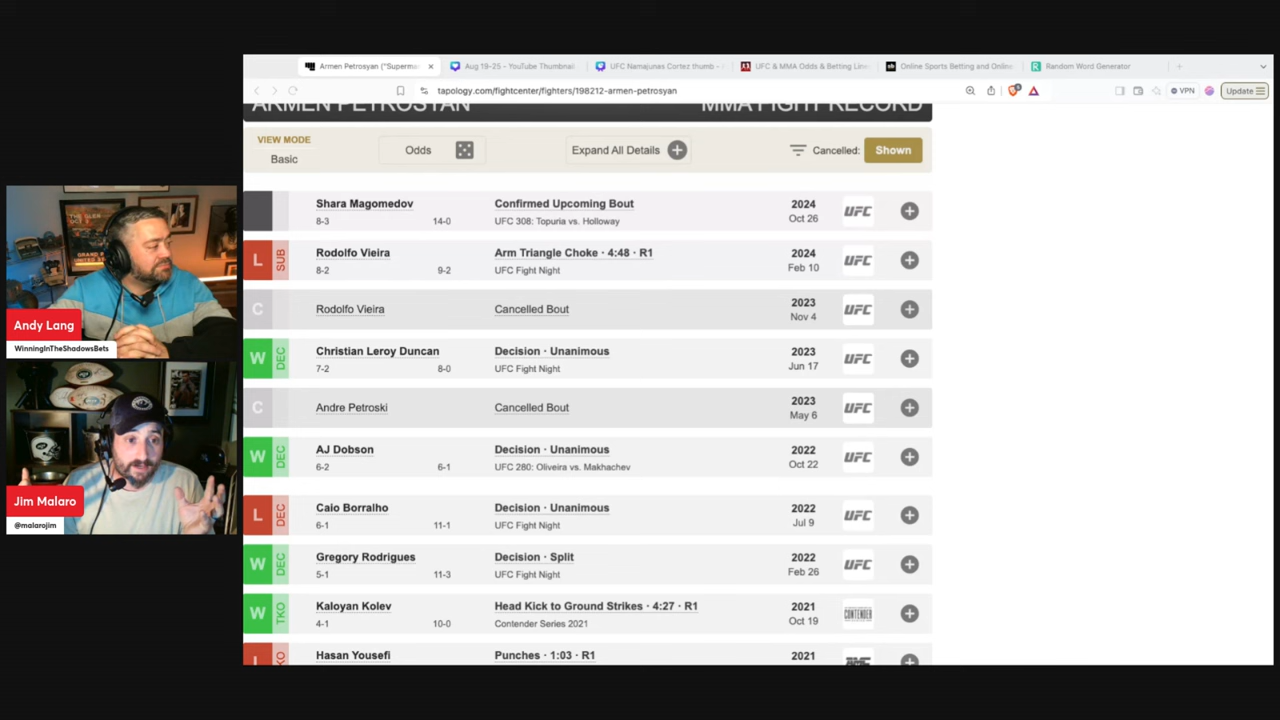 Armen Petrosyan ("Superma
Aug 19-25 - YouTube Thumbnail
UFC Namajunas Cortez thumb -
UFC & MMA Odds & Betting Line
Online Sports Betting and Online
Random Word Generator
tapology.com/fightcenter/fighters/198212-armen-petrosyan
VPN
Update
ARMEN PETROSYAN
MMA FIGHT RECORD
VIEW MODE
Basic
Odds
Expand All Details
Cancelled:
Shown
Shara Magomedov
Confirmed Upcoming Bout
2024
8-3
14-0
UFC 308: Topuria vs. Holloway
Oct 26
UFC
L
SUB
Rodolfo Vieira
Arm Triangle Choke · 4:48 · R1
2024
8-2
9-2
UFC Fight Night
Feb 10
UFC
C
Rodolfo Vieira
Cancelled Bout
2023
Nov 4
UFC
W
DEC
Christian Leroy Duncan
Decision · Unanimous
2023
7-2
8-0
UFC Fight Night
Jun 17
UFC
C
Andre Petroski
Cancelled Bout
2023
May 6
UFC
W
DEC
AJ Dobson
Decision · Unanimous
2022
6-2
6-1
UFC 280: Oliveira vs. Makhachev
Oct 22
UFC
L
DEC
Caio Borralho
Decision · Unanimous
2022
6-1
11-1
UFC Fight Night
Jul 9
UFC
W
DEC
Gregory Rodrigues
Decision · Split
2022
5-1
11-3
UFC Fight Night
Feb 26
UFC
W
TKO
Kaloyan Kolev
Head Kick to Ground Strikes · 4:27 · R1
2021
4-1
10-0
Contender Series 2021
Oct 19
CONTENDER
L
KO
Hasan Yousefi
Punches · 1:03 · R1
2021
Andy Lang
WinningInTheShadowsBets
Jim Malaro
@malarojim